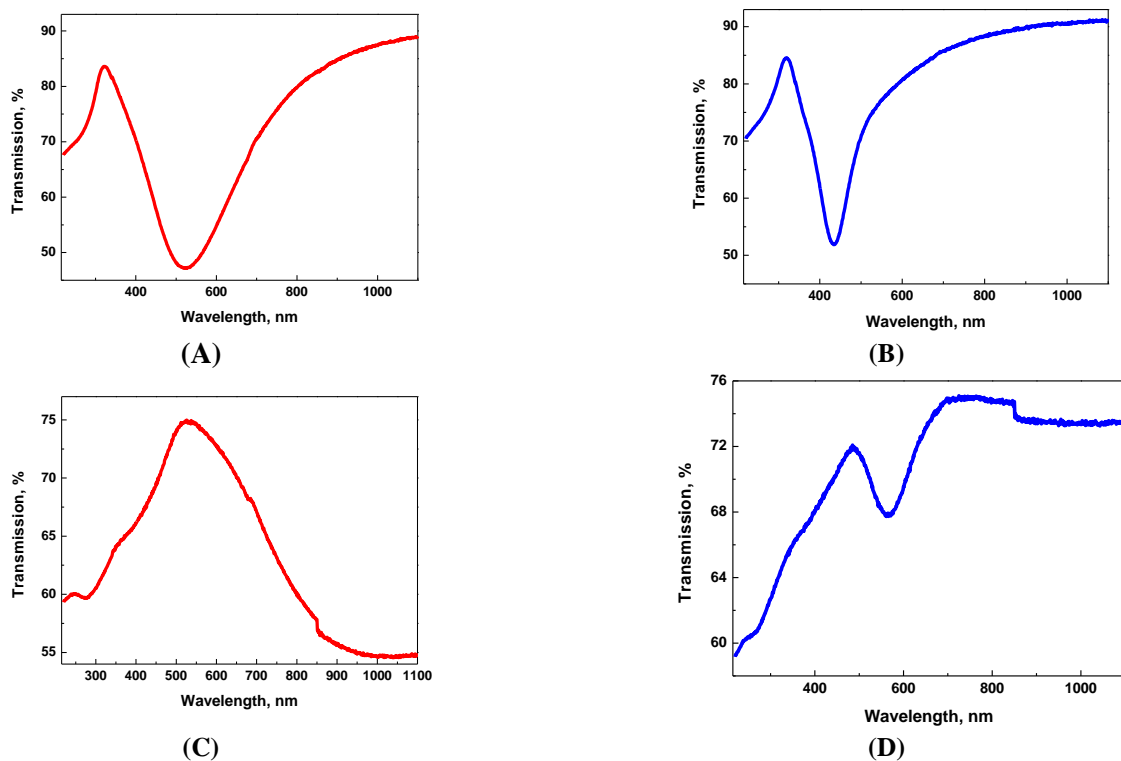 90
80
70
60
50
Transmission, %
400 600 800 1000
Wavelength, nm
(A)
90
80
70
60
50
Transmission, %
400 600 800 1000
Wavelength, nm
(B)
75
70
65
60
55
Transmission, %
300 400 500 600 700 800 900 1000 1100
Wavelength, nm
(C)
76
72
68
64
60
Transmission, %
400 600 800 1000
Wavelength, nm
(D)